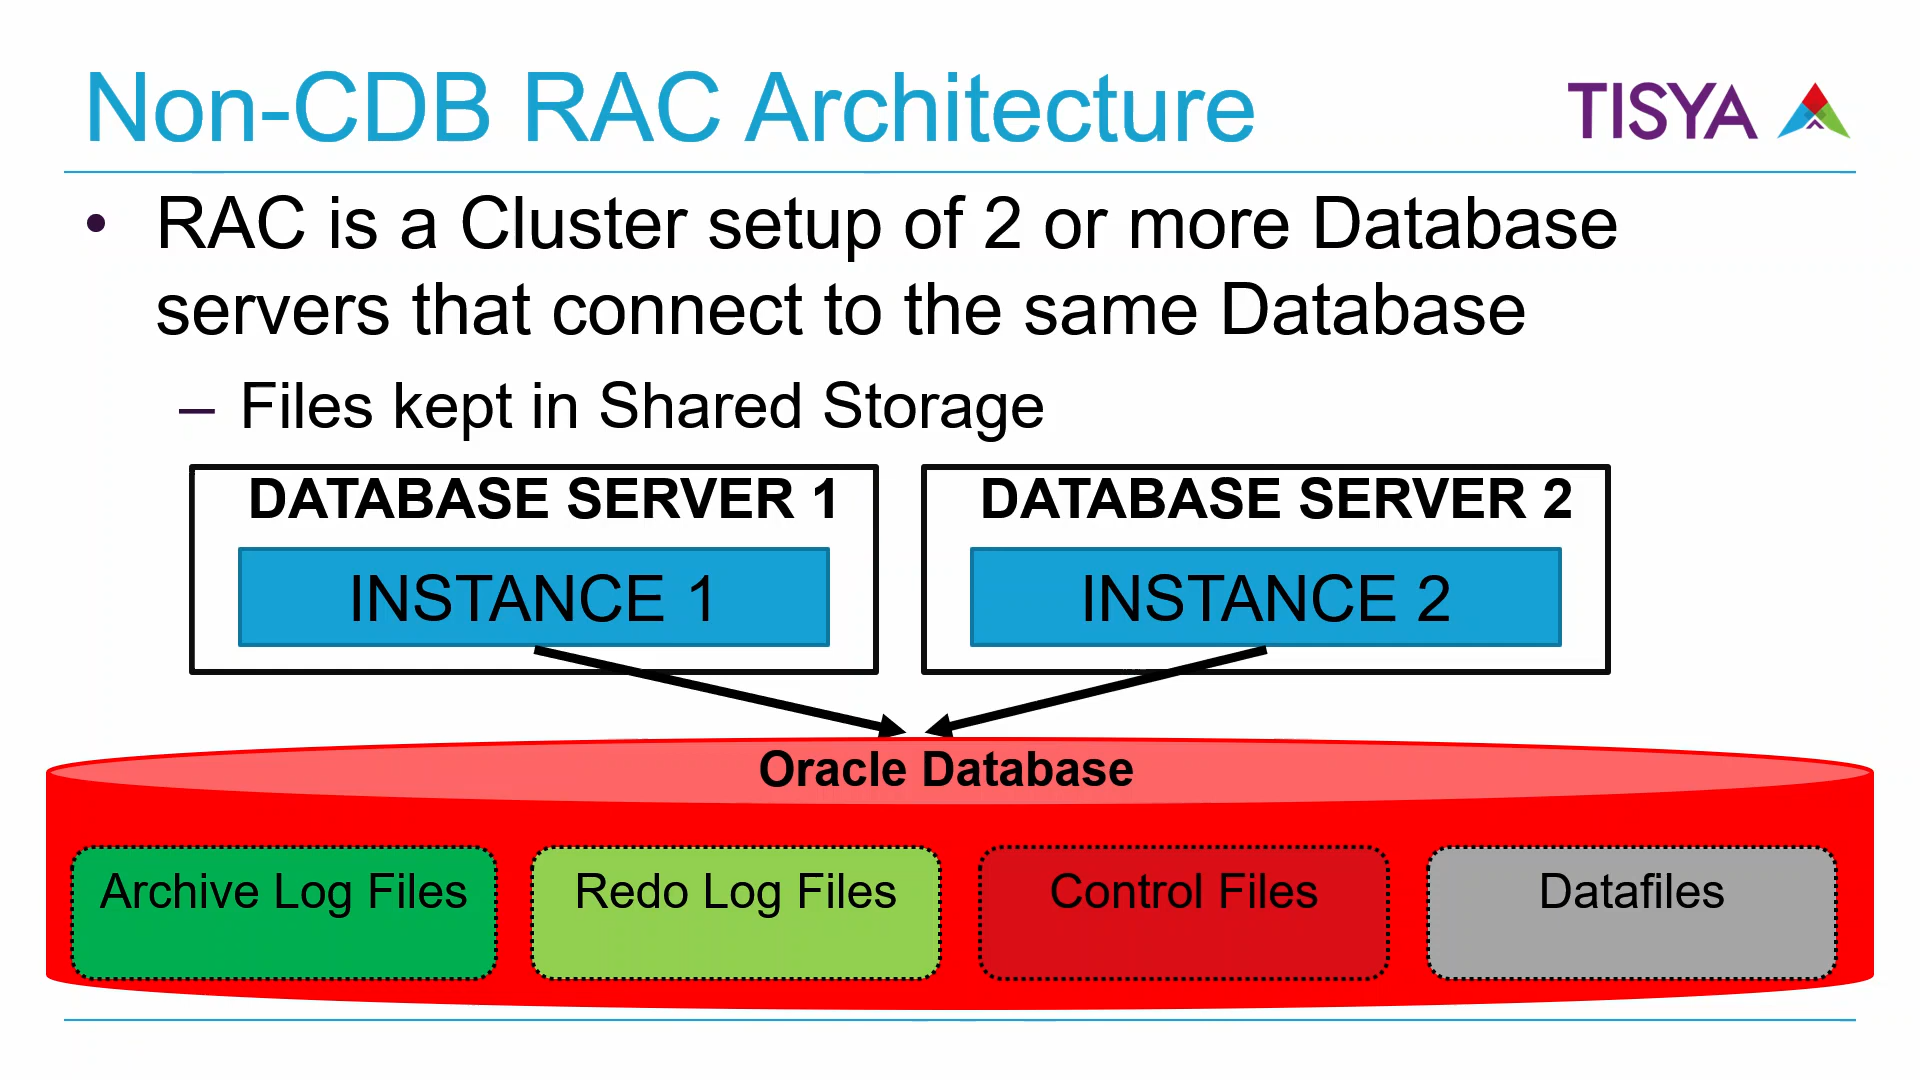 Non-CDB RAC Architecture
TISYA
• RAC is a Cluster setup of 2 or more Database
servers that connect to the same Database
– Files kept in Shared Storage
DATABASE SERVER 1
DATABASE SERVER 2
INSTANCE 1
INSTANCE 2
Oracle Database
Archive Log Files
Redo Log Files
Control Files
Datafiles